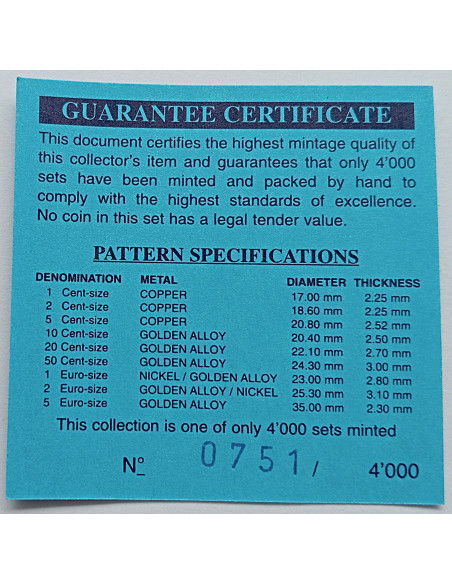 GUARANTEE CERTIFICATE
This document certifies the highest mintage quality of
this collector's item and guarantees that only 4'000
sets have been minted and packed by hand to
comply with the highest standards of excellence.
No coin in this set has a legal tender value.
PATTERN SPECIFICATIONS
DENOMINATION METAL DIAMETER THICKNESS
1 Cent-size COPPER 17.00 mm 2.25 mm
2 Cent-size COPPER 18.60 mm 2.25 mm
5 Cent-size COPPER 20.80 mm 2.52 mm
10 Cent-size GOLDEN ALLOY 20.40 mm 2.50 mm
20 Cent-size GOLDEN ALLOY 22.10 mm 2.70 mm
50 Cent-size GOLDEN ALLOY 24.30 mm 3.00 mm
1 Euro-size NICKEL / GOLDEN ALLOY 23.00 mm 2.80 mm
2 Euro-size GOLDEN ALLOY / NICKEL 25.30 mm 3.10 mm
5 Euro-size GOLDEN ALLOY 35.00 mm 2.30 mm
This collection is one of only 4'000 sets minted
Nº 0751 / 4'000